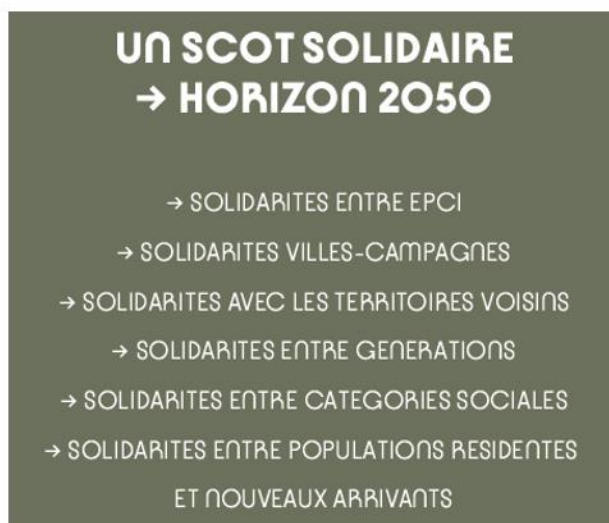 UN SCOT SOLIDAIRE
→ HORIZON 2050
→ SOLIDARITES ENTRE EPCI
→ SOLIDARITES VILLES-CAMPAGNES
→ SOLIDARITES AVEC LES TERRITOIRES VOISINS
→ SOLIDARITES ENTRE GENERATIONS
→ SOLIDARITES ENTRE CATEGORIES SOCIALES
→ SOLIDARITES ENTRE POPULATIONS RESIDENTES
ET NOUVEAUX ARRIVANTS